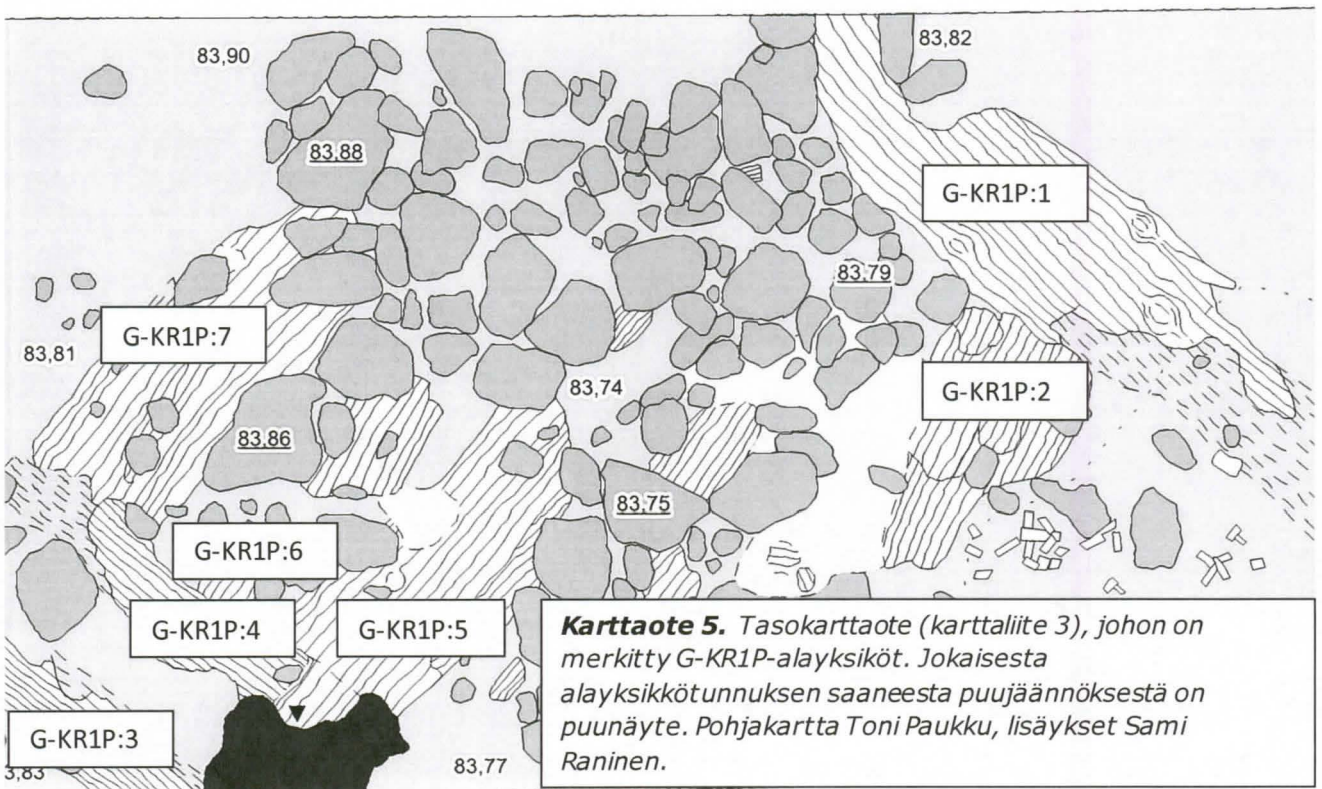 83,90
83,82
83,88
G-KR1P:1
83,79
G-KR1P:7
83,81
83,74
G-KR1P:2
83,86
83,75
G-KR1P:6
G-KR1P:4
G-KR1P:5
G-KR1P:3
3,83
83,77
Karttaote 5. Tasokarttaote (karttaliite 3), johon on
merkitty G-KR1P-alayksiköt. Jokaisesta
alayksikkötunnuksen saaneesta puujäännöksestä on
puunäyte. Pohjakartta Toni Paukku, lisäykset Sami
Raninen.